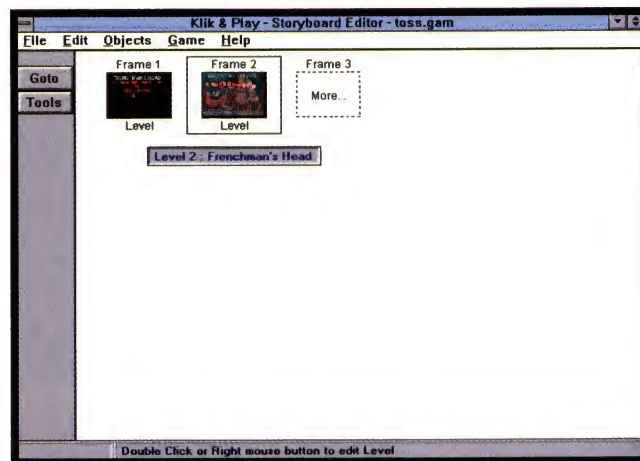 Klik & Play - Storyboard Editor - toss.gam
File Edit Objects Game Help
Goto
Tools
Frame 1 Frame 2 Frame 3
More...
Level Level
Level 2 : Frenchman's Head
Double Click or Right mouse button to edit Level